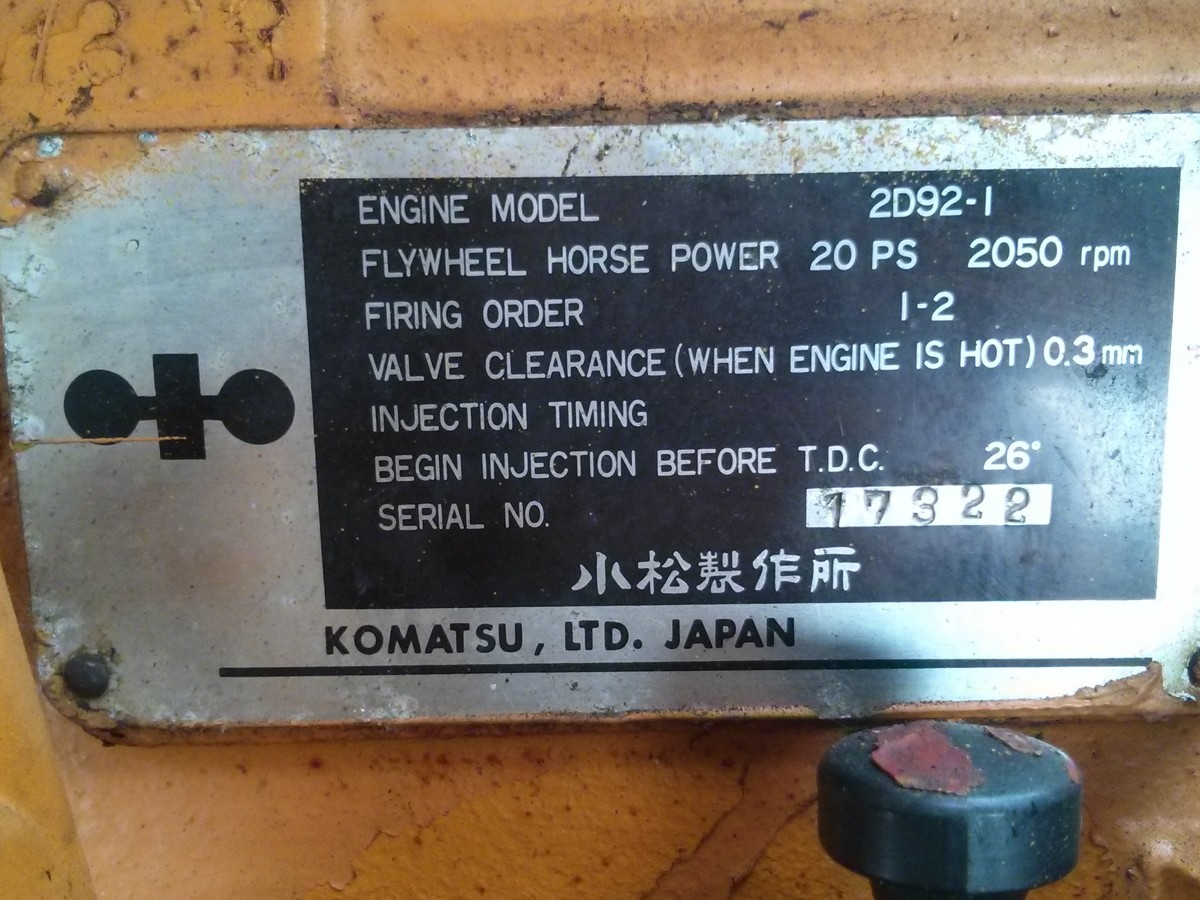 ENGINE MODEL 2D92-1
FLYWHEEL HORSE POWER 20 PS 2050 rpm
FIRING ORDER 1-2
VALVE CLEARANCE (WHEN ENGINE IS HOT) 0.3 mm
INJECTION TIMING
BEGIN INJECTION BEFORE T.D.C. 26°
SERIAL NO. 17322
小松製作所
KOMATSU, LTD. JAPAN